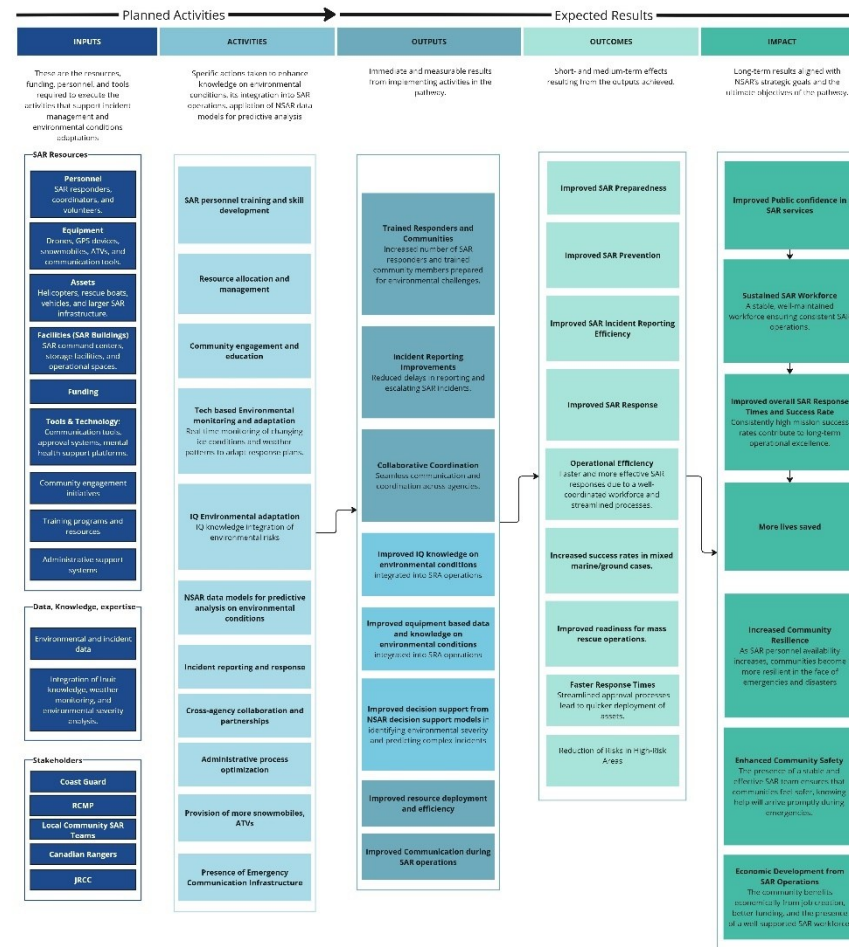 Planned Activities
Expected Results
INPUTS
ACTIVITIES
OUTPUTS
OUTCOMES
IMPACT
These are the resources,
funding, personnel, and tools
required to execute the
activities that support incident
management and
environmental conditions
adaptations
Specific actions taken to enhance
knowledge on environmental
conditions, its integration into SAR
operations, appliation of NSAR data
models for predictive analysis
Immediate and measurable results
from implementing activities in the
pathway.
Short- and medium-term effects
resulting from the outputs achieved.
Long-term results aligned with
NSAR's strategic goals and the
ultimate objectives of the pathway.
SAR Resources
Personnel
SAR responders,
coordinators, and
volunteers.
Equipment
Drones, GPS devices,
snowmobiles, ATVs, and
communication tools.
Assets
Helicopters, rescue boats,
vehicles, and larger SAR
infrastructure.
Facilities (SAR Buildings)
SAR command centers,
storage facilities, and
operational spaces.
Funding
Tools & Technology:
Communication tools,
approval systems, mental
health support platforms.
Community engagement
initiatives
Training programs and
resources
Administrative support
systems
Data, Knowledge, expertise
Environmental and incident
data
Integration of Inuit
knowledge, weather
monitoring, and
environmental severity
analysis.
Stakeholders
Coast Guard
RCMP
Local Community SAR
Teams
Canadian Rangers
JRCC
SAR personnel training and skill
development
Resource allocation and
management
Community engagement and
education
Tech based Environmental
monitoring and adaptation
Real-time monitoring of changing
ice conditions and weather
patterns to adapt response plans.
IQ Environmental adaptation
IQ knowledge integration of
environmental risks
NSAR data models for predictive
analysis on environmental
conditions
Incident reporting and response
Cross-agency collaboration and
partnerships
Administrative process
optimization
Provision of more snowmobiles,
ATVs
Presence of Emergency
Communication Infrastructure
Trained Responders and
Communities
Increased number of SAR
responders and trained
community members prepared
for environmental challenges.
Incident Reporting
Improvements
Reduced delays in reporting and
escalating SAR incidents.
Collaborative Coordination
Seamless communication and
coordination across agencies.
Improved IQ knowledge on
environmental conditions
integrated into SRA operations
Improved equipment based data
and knowledge on
environmental conditions
integrated into SRA operations
Improved decision support from
NSAR decision support models in
identifying environmental severity
and predicting complex incidents
Improved resource deployment
and efficiency
Improved Communication during
SAR operations
Improved SAR Preparedness
Improved SAR Prevention
Improved SAR Incident Reporting
Efficiency
Improved SAR Response
Operational Efficiency
Faster and more effective SAR
responses due to a well-
coordinated workforce and
streamlined processes.
Increased success rates in mixed
marine/ground cases.
Improved readiness for mass
rescue operations.
Faster Response Times
Streamlined approval processes
lead to quicker deployment of
assets.
Reduction of Risks in High-Risk
Areas
Improved Public confidence in
SAR services
Sustained SAR Workforce
A stable, well-maintained
workforce ensuring consistent SAR
operations.
Improved overall SAR Response
Times and Success Rate
Consistently high mission success
rates contribute to long-term
operational excellence.
More lives saved
Increased Community
Resilience
As SAR personnel availability
increases, communities become
more resilient in the face of
emergencies and disasters
Enhanced Community Safety
The presence of a stable and
effective SAR team ensures that
communities feel safer, knowing
help will arrive promptly during
emergencies.
Economic Development from
SAR Operations
The community benefits
economically from job creation,
better funding, and the presence
of a well-supported SAR workforce